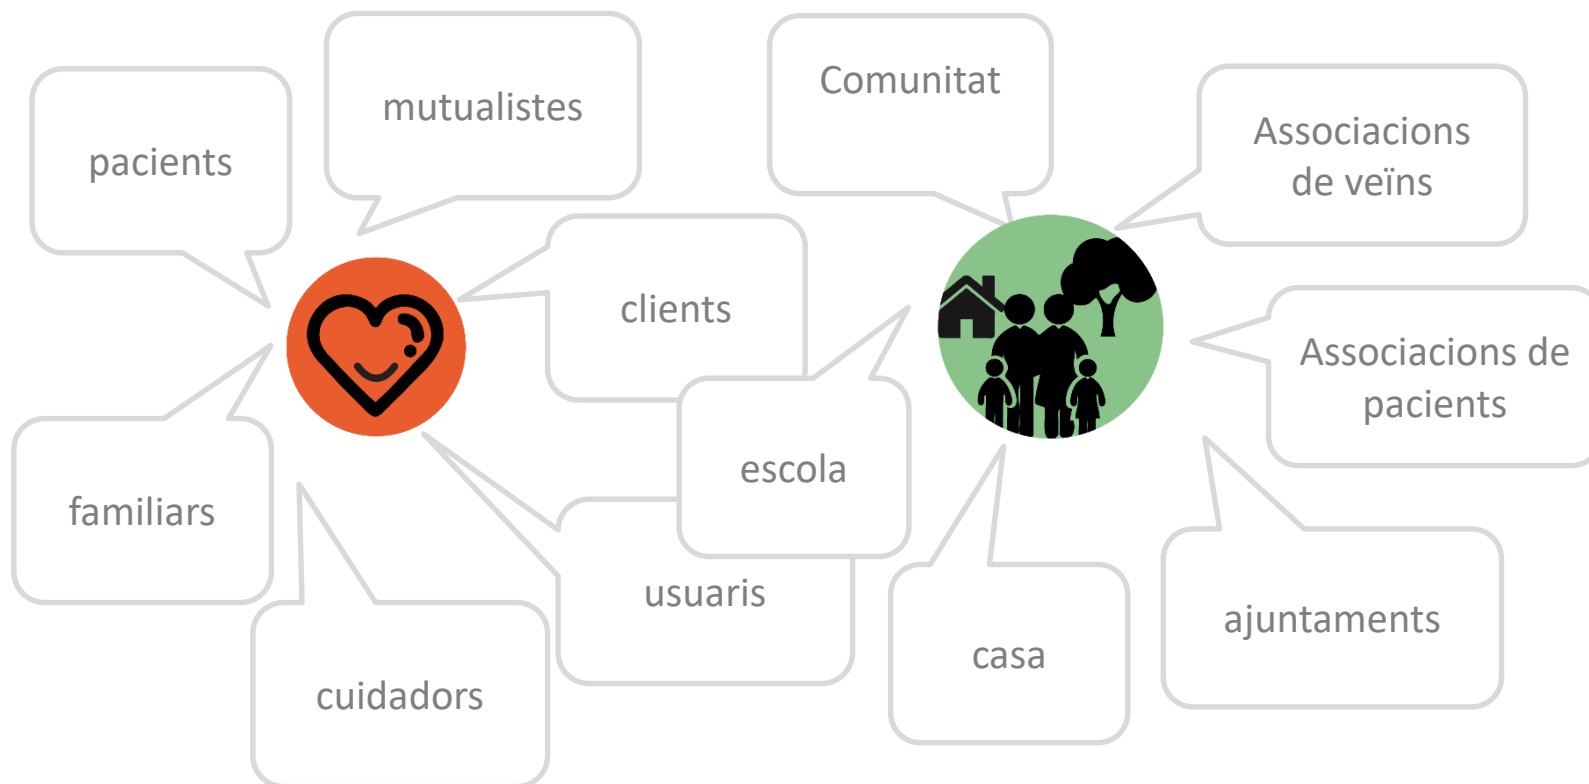 pacients
mutualistes
clients
familiars
cuidadors
usuaris
Comunitat
Associacions
de veïns
Associacions de
pacients
escola
casa
ajuntaments